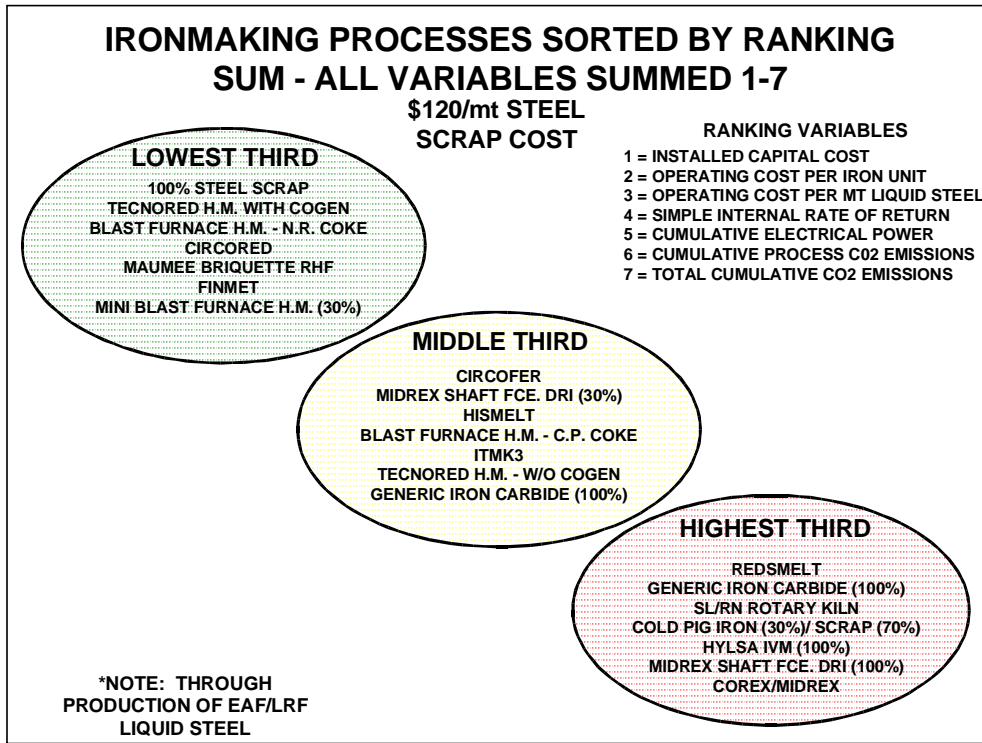 IRONMAKING PROCESSES SORTED BY RANKING
SUM - ALL VARIABLES SUMMED 1-7
$120/mt STEEL
SCRAP COST
RANKING VARIABLES
1 = INSTALLED CAPITAL COST
2 = OPERATING COST PER IRON UNIT
3 = OPERATING COST PER MT LIQUID STEEL
4 = SIMPLE INTERNAL RATE OF RETURN
5 = CUMULATIVE ELECTRICAL POWER
6 = CUMULATIVE PROCESS C02 EMISSIONS
7 = TOTAL CUMULATIVE CO2 EMISSIONS
LOWEST THIRD
100% STEEL SCRAP
TECNORED H.M. WITH COGEN
BLAST FURNACE H.M. - N.R. COKE
CIRCORED
MAUMEE BRIQUETTE RHF
FINMET
MINI BLAST FURNACE H.M. (30%)
MIDDLE THIRD
CIRCOFER
MIDREX SHAFT FCE. DRI (30%)
HISMELT
BLAST FURNACE H.M. - C.P. COKE
ITMK3
TECNORED H.M. - W/O COGEN
GENERIC IRON CARBIDE (100%)
HIGHEST THIRD
REDSMELT
GENERIC IRON CARBIDE (100%)
SL/RN ROTARY KILN
COLD PIG IRON (30%)/ SCRAP (70%)
HYLSA IVM (100%)
MIDREX SHAFT FCE. DRI (100%)
COREX/MIDREX
*NOTE: THROUGH
PRODUCTION OF EAF/LRF
LIQUID STEEL